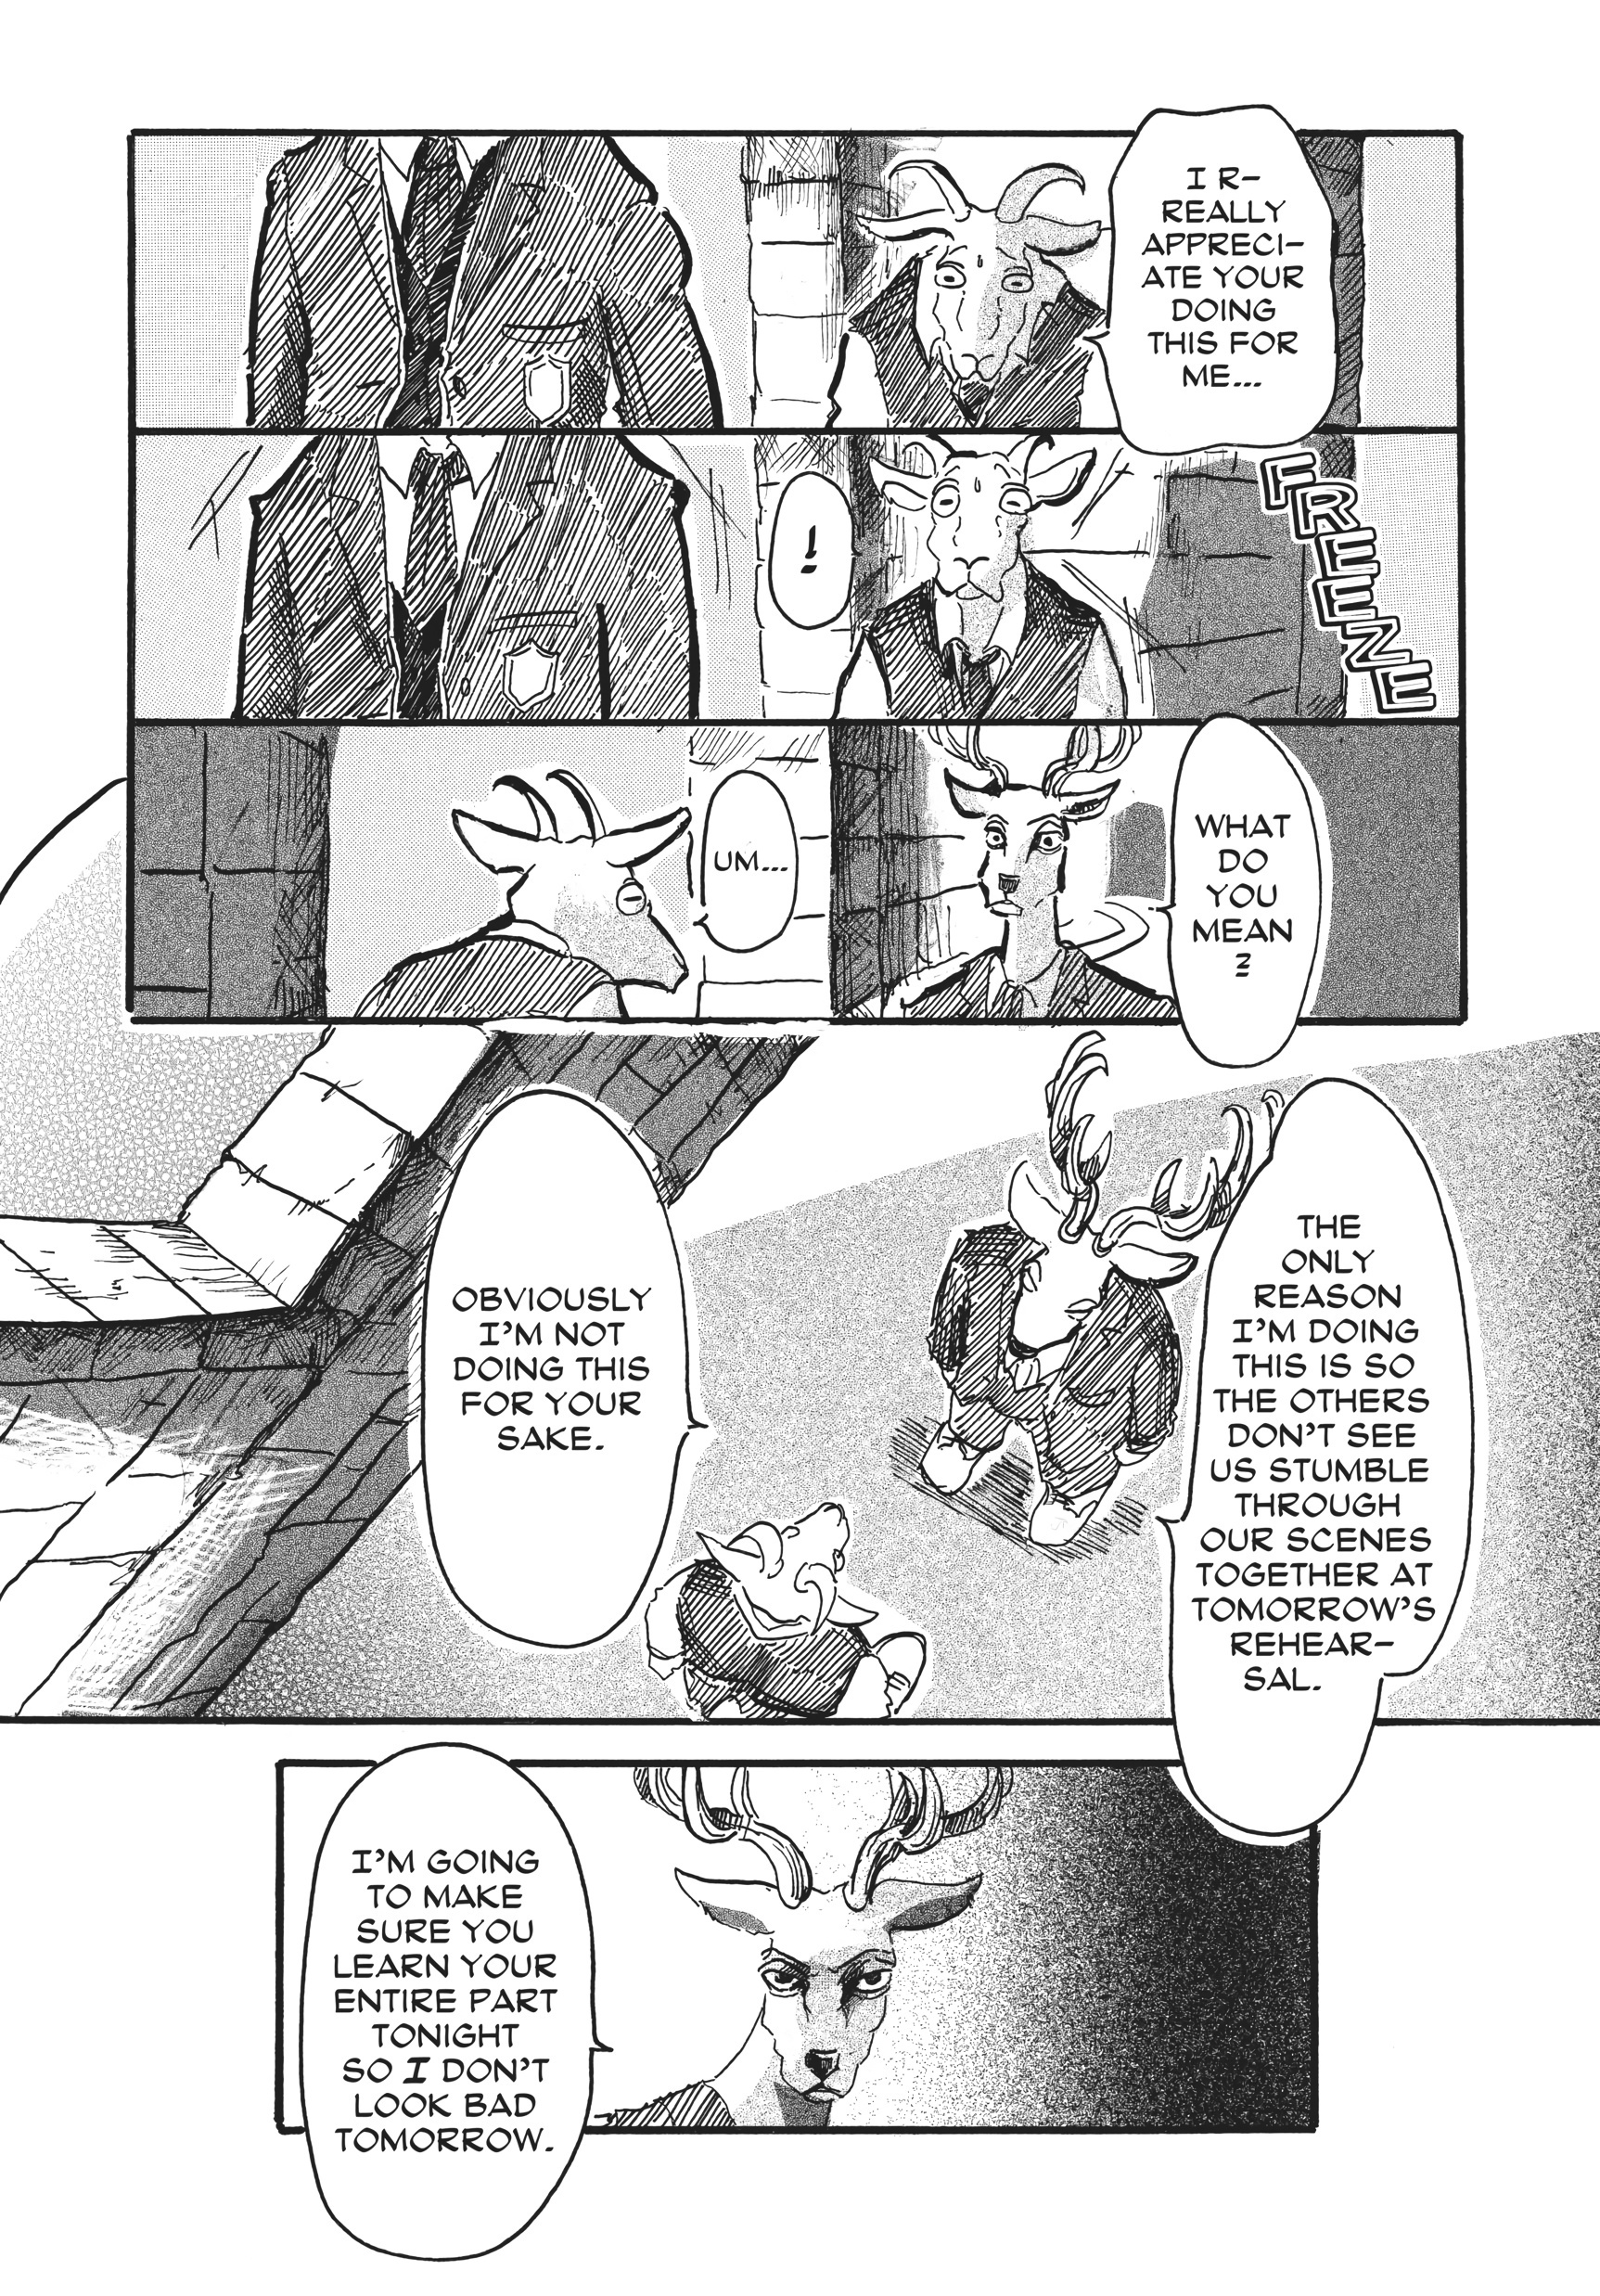 I R-
REALLY
APPRECI-
ATE YOUR
DOING
THIS FOR
ME...
FREEZE
!
WHAT
DO
YOU
MEAN
?
UM...
THE
ONLY
REASON
I'M DOING
THIS IS SO
THE OTHERS
DON'T SEE
US STUMBLE
THROUGH
OUR SCENES
TOGETHER AT
TOMORROW'S
REHEAR-
SAL.
OBVIOUSLY
I'M NOT
DOING THIS
FOR YOUR
SAKE.
I'M GOING
TO MAKE
SURE YOU
LEARN YOUR
ENTIRE PART
TONIGHT
SO I DON'T
LOOK BAD
TOMORROW.